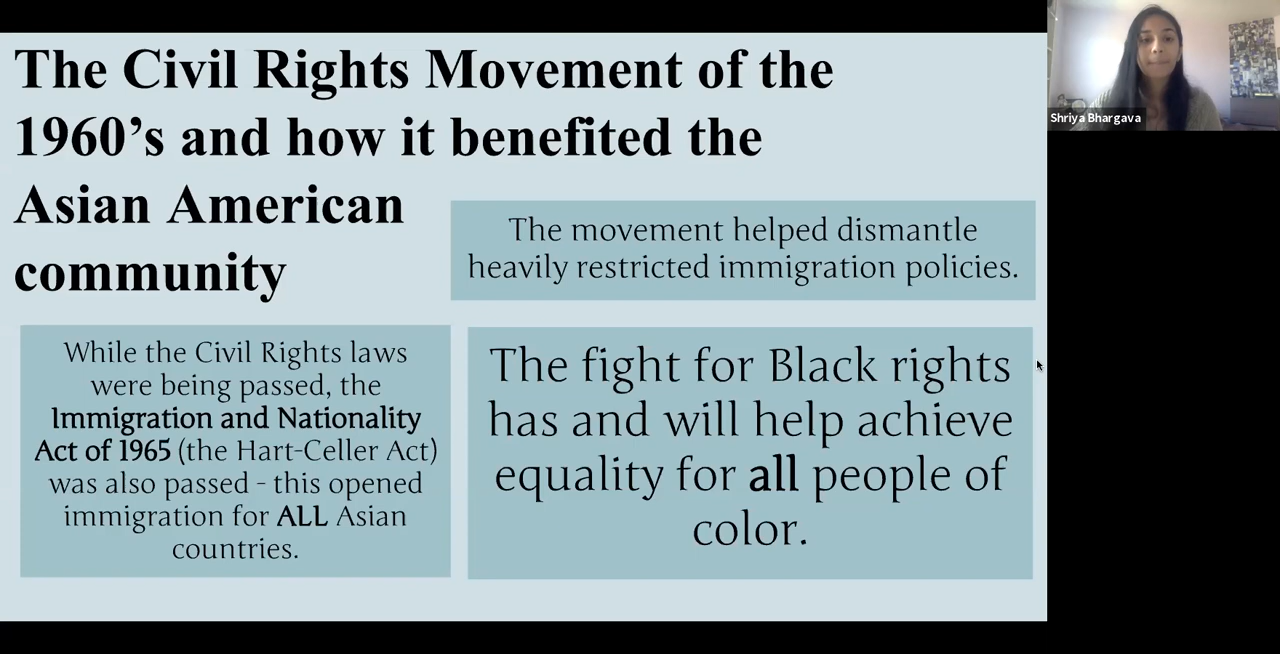 The Civil Rights Movement of the
1960’s and how it benefited the
Asian American
community
The movement helped dismantle
heavily restricted immigration policies.
While the Civil Rights laws
were being passed, the
Immigration and Nationality
Act of 1965 (the Hart-Celler Act)
was also passed - this opened
immigration for ALL Asian
countries.
The fight for Black rights
has and will help achieve
equality for all people of
color.
Shriya Bhargava